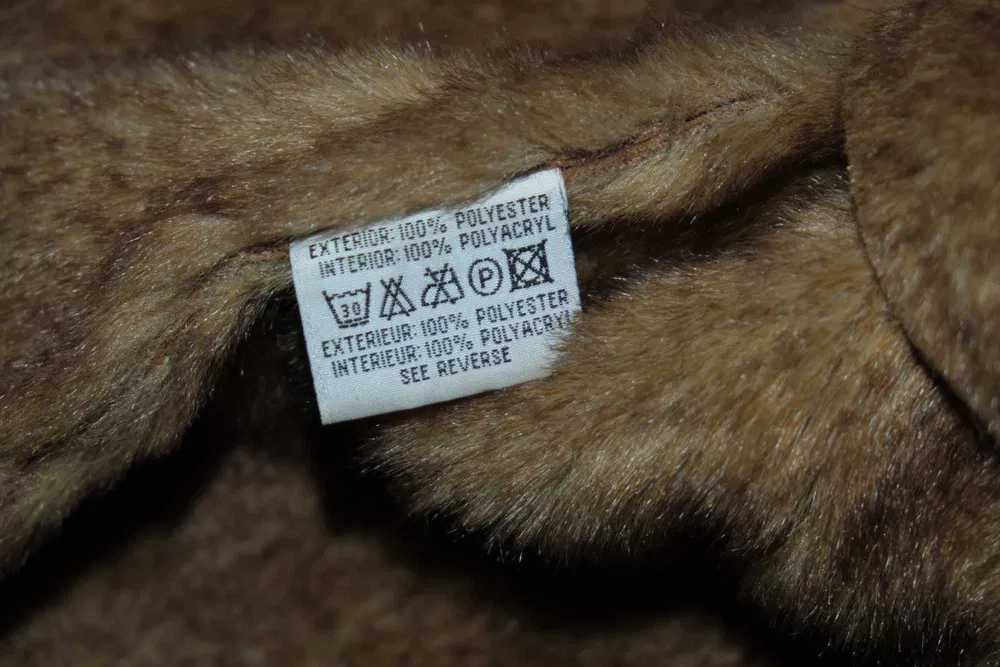 EXTERIOR: 100% POLYESTER
INTERIOR: 100% POLYACRYL
30 P
EXTERIEUR: 100% POLYESTER
INTERIEUR: 100% POLYACRYL
SEE REVERSE